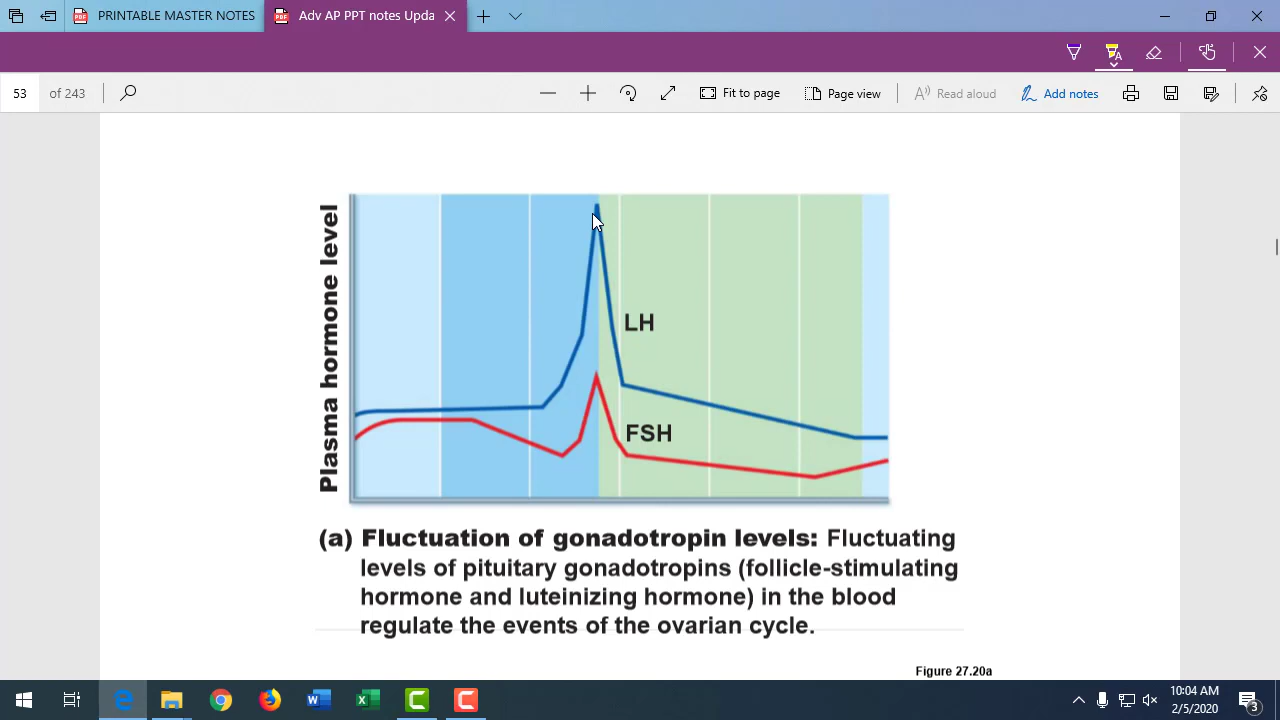 PRINTABLE MASTER NOTES
Adv AP PPT notes Upda
53 of 243
Fit to page
Page view
Read aloud
Add notes
Plasma hormone level
LH
FSH
(a) Fluctuation of gonadotropin levels: Fluctuating
levels of pituitary gonadotropins (follicle-stimulating
hormone and luteinizing hormone) in the blood
regulate the events of the ovarian cycle.
Figure 27.20a
10:04 AM
2/5/2020
3